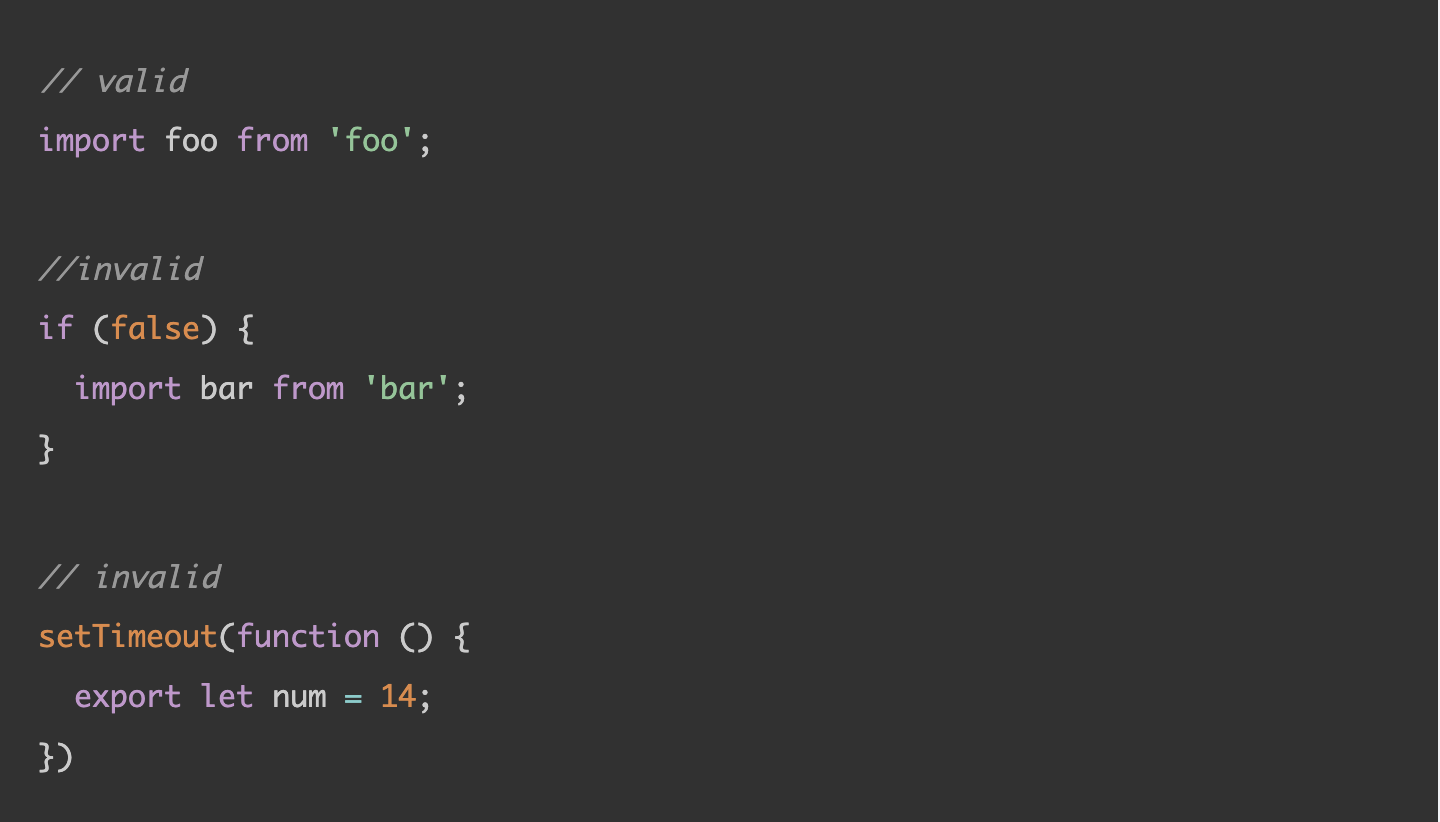 // valid
import foo from 'foo';
//invalid
if (false) {
  import bar from 'bar';
}
// invalid
setTimeout(function () {
  export let num = 14;
})